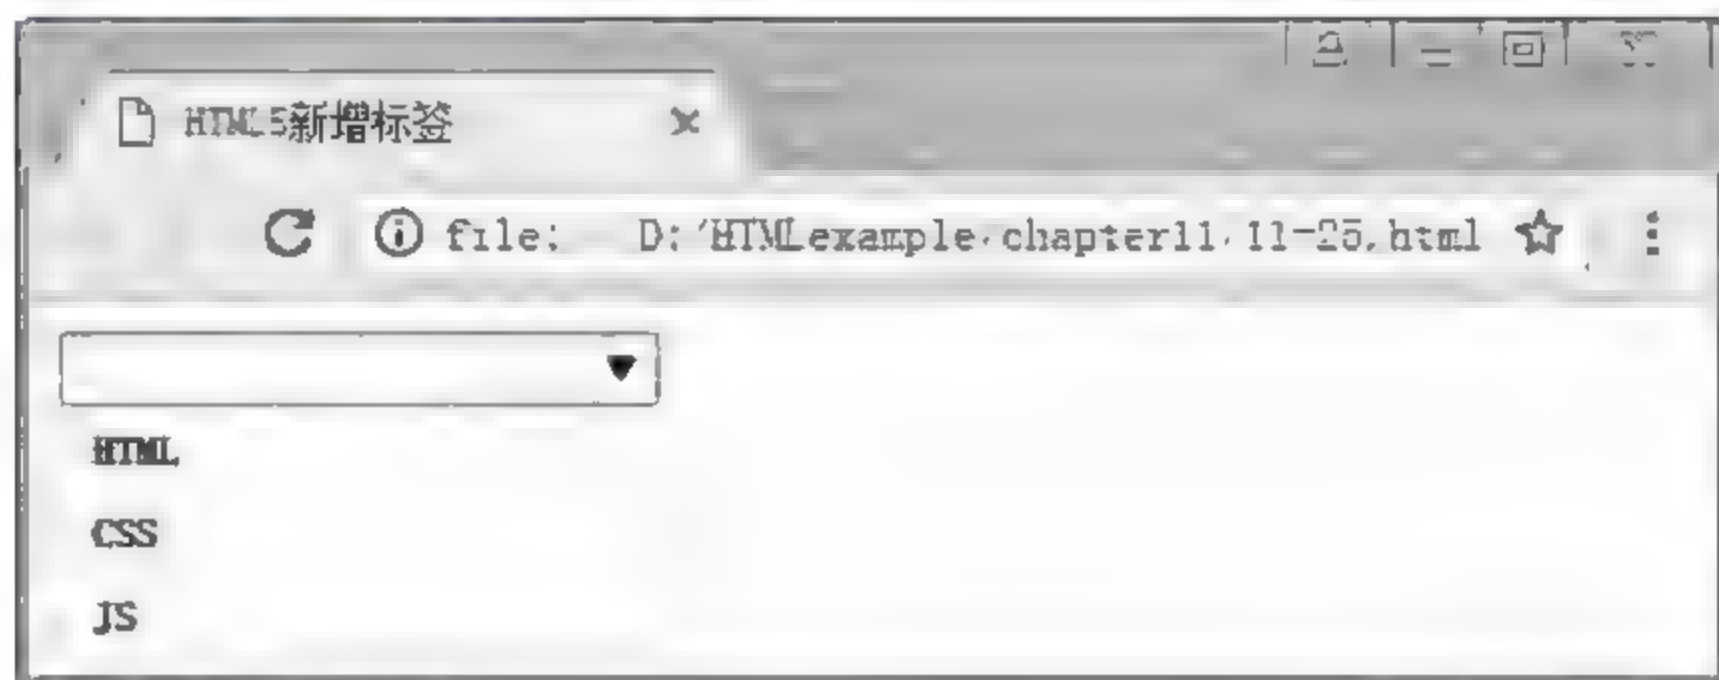 HTML5新增标签
file: D:/HTMLexample/chapter11/11-25.html
HTML
CSS
JS